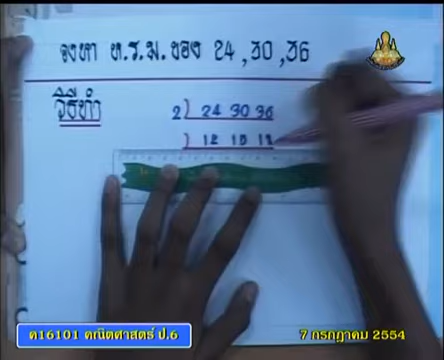 จงหา ห.ร.ม. ของ 24 , 30 , 36
วิธีทำ
2 ) 24 30 36
) 12 15 18
ค16101 คณิตศาสตร์ ป.6
7 กรกฎาคม 2554